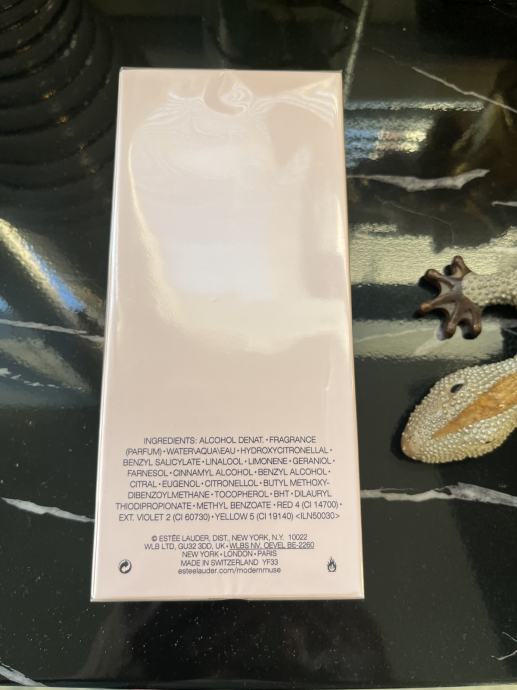 INGREDIENTS: ALCOHOL DENAT. • FRAGRANCE
(PARFUM) • WATER\AQUA\EAU • HYDROXYCITRONELLAL •
BENZYL SALICYLATE • LINALOOL • LIMONENE • GERANIOL •
FARNESOL • CINNAMYL ALCOHOL • BENZYL ALCOHOL •
CITRAL • EUGENOL • CITRONELLOL • BUTYL METHOXY-
DIBENZOYLMETHANE • TOCOPHEROL • BHT • DILAURYL
THIODIPROPIONATE • METHYL BENZOATE • RED 4 (CI 14700) •
EXT. VIOLET 2 (CI 60730) • YELLOW 5 (CI 19140) <ILN50030>
© ESTÉE LAUDER, DIST, NEW YORK, N.Y. 10022
WLB LTD, GU32 3DD, UK • WLBS NV, OEVEL BE-2260
NEW YORK • LONDON • PARIS
MADE IN SWITZERLAND YF33
esteelauder.com/modernmuse